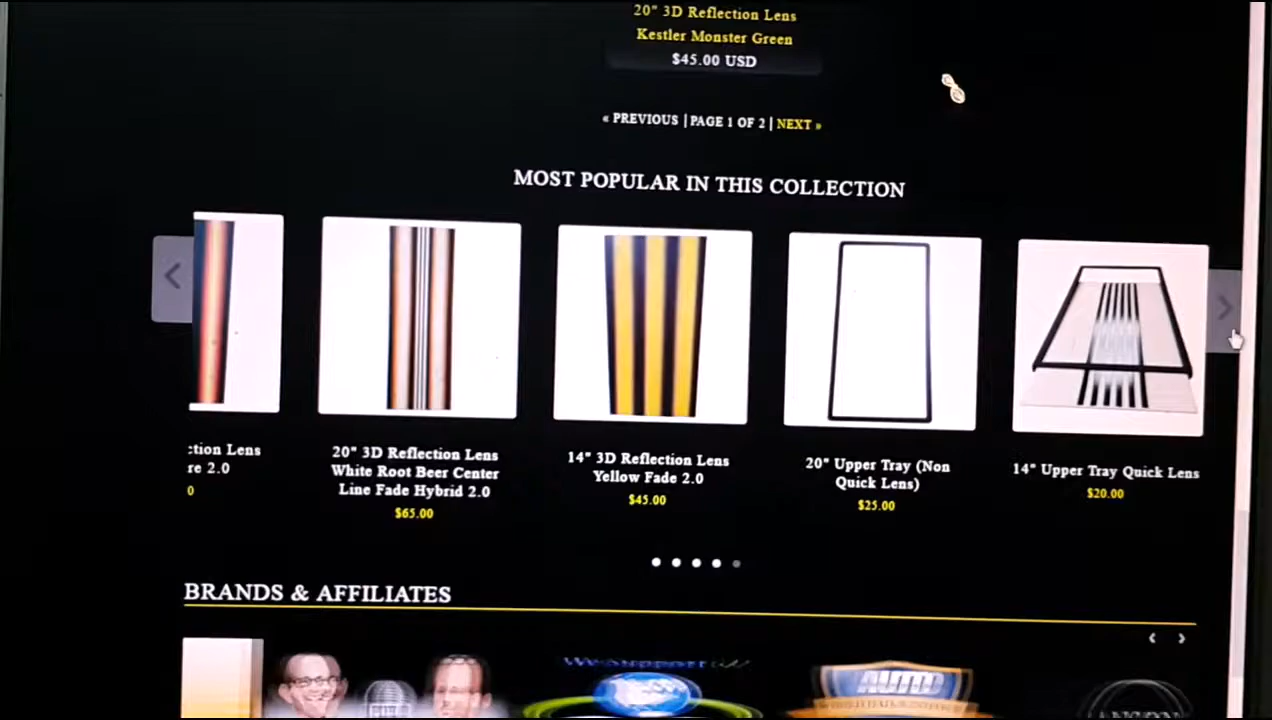 20" 3D Reflection Lens
Kestler Monster Green
$45.00 USD
« PREVIOUS | PAGE 1 OF 2 | NEXT »
MOST POPULAR IN THIS COLLECTION
ction Lens
re 2.0
0
20" 3D Reflection Lens
White Root Beer Center
Line Fade Hybrid 2.0
$65.00
14" 3D Reflection Lens
Yellow Fade 2.0
$45.00
20" Upper Tray (Non
Quick Lens)
$25.00
14" Upper Tray Quick Lens
$20.00
BRANDS & AFFILIATES
AUTO